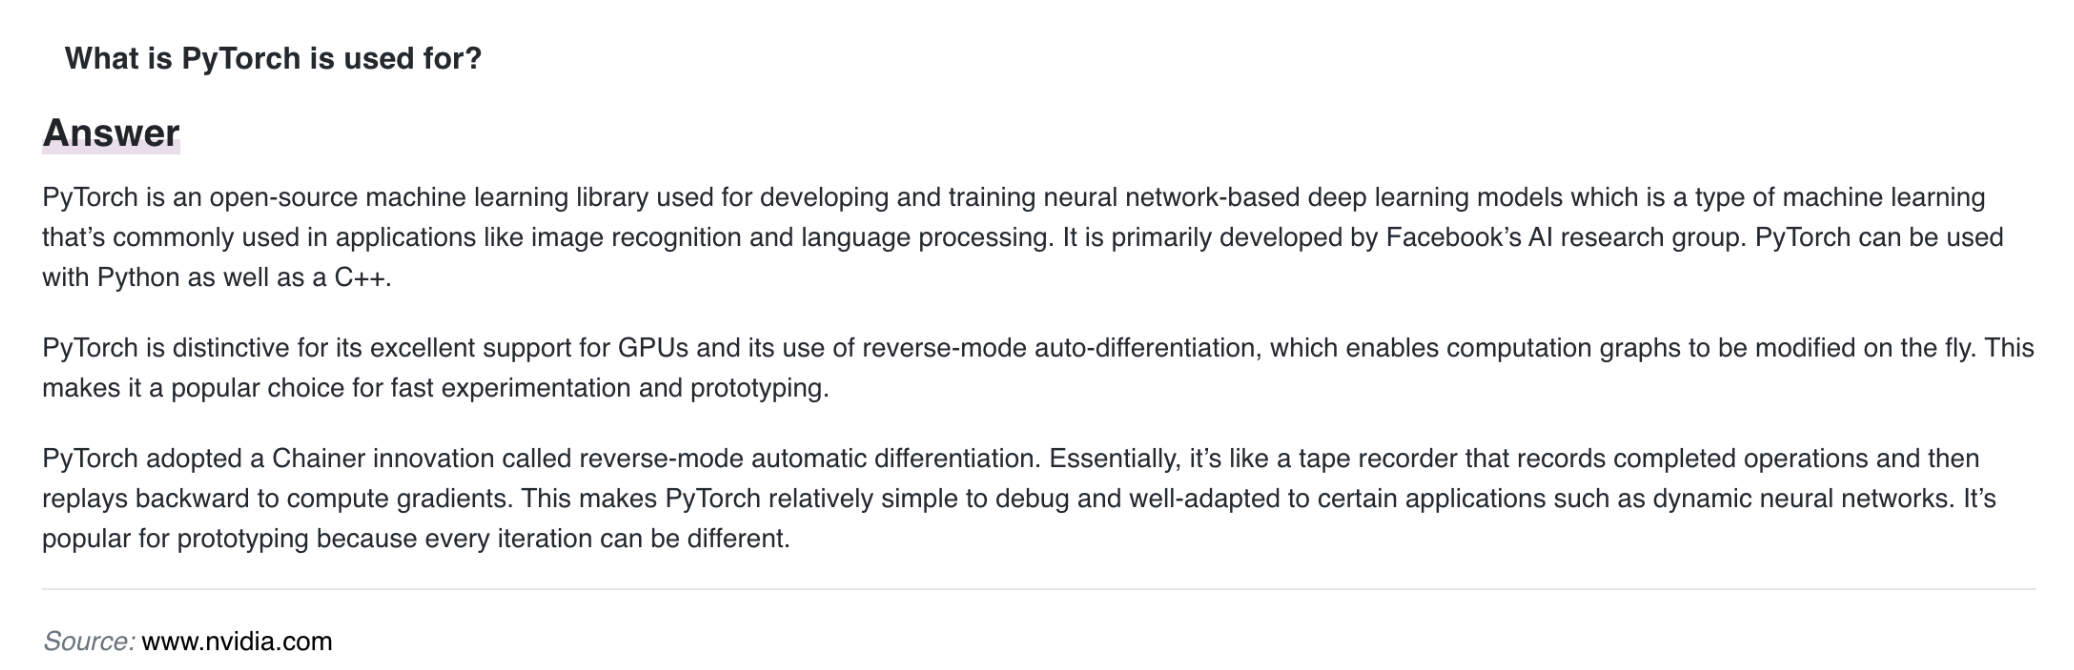 What is PyTorch is used for?
Answer
PyTorch is an open-source machine learning library used for developing and training neural network-based deep learning models which is a type of machine learning
that’s commonly used in applications like image recognition and language processing. It is primarily developed by Facebook’s AI research group. PyTorch can be used
with Python as well as a C++.
PyTorch is distinctive for its excellent support for GPUs and its use of reverse-mode auto-differentiation, which enables computation graphs to be modified on the fly. This
makes it a popular choice for fast experimentation and prototyping.
PyTorch adopted a Chainer innovation called reverse-mode automatic differentiation. Essentially, it’s like a tape recorder that records completed operations and then
replays backward to compute gradients. This makes PyTorch relatively simple to debug and well-adapted to certain applications such as dynamic neural networks. It’s
popular for prototyping because every iteration can be different.
Source: www.nvidia.com